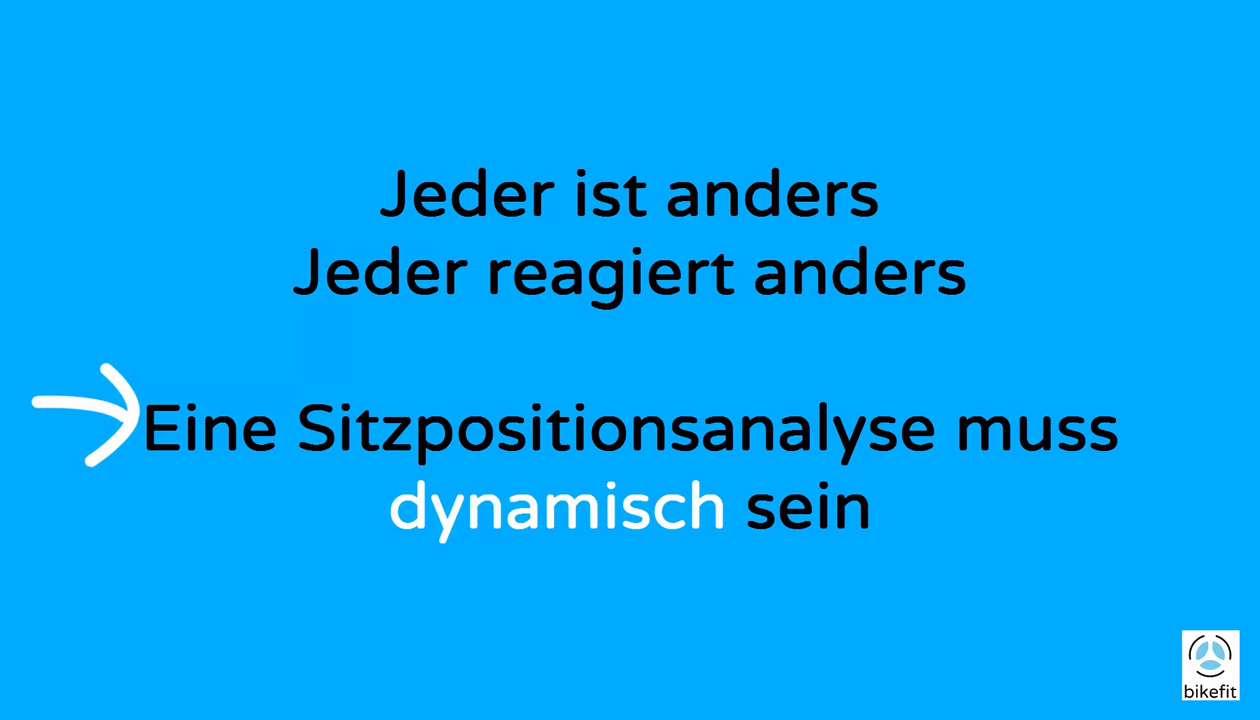 Jeder ist anders
Jeder reagiert anders
Eine Sitzpositionsanalyse muss
dynamisch sein
bikefit